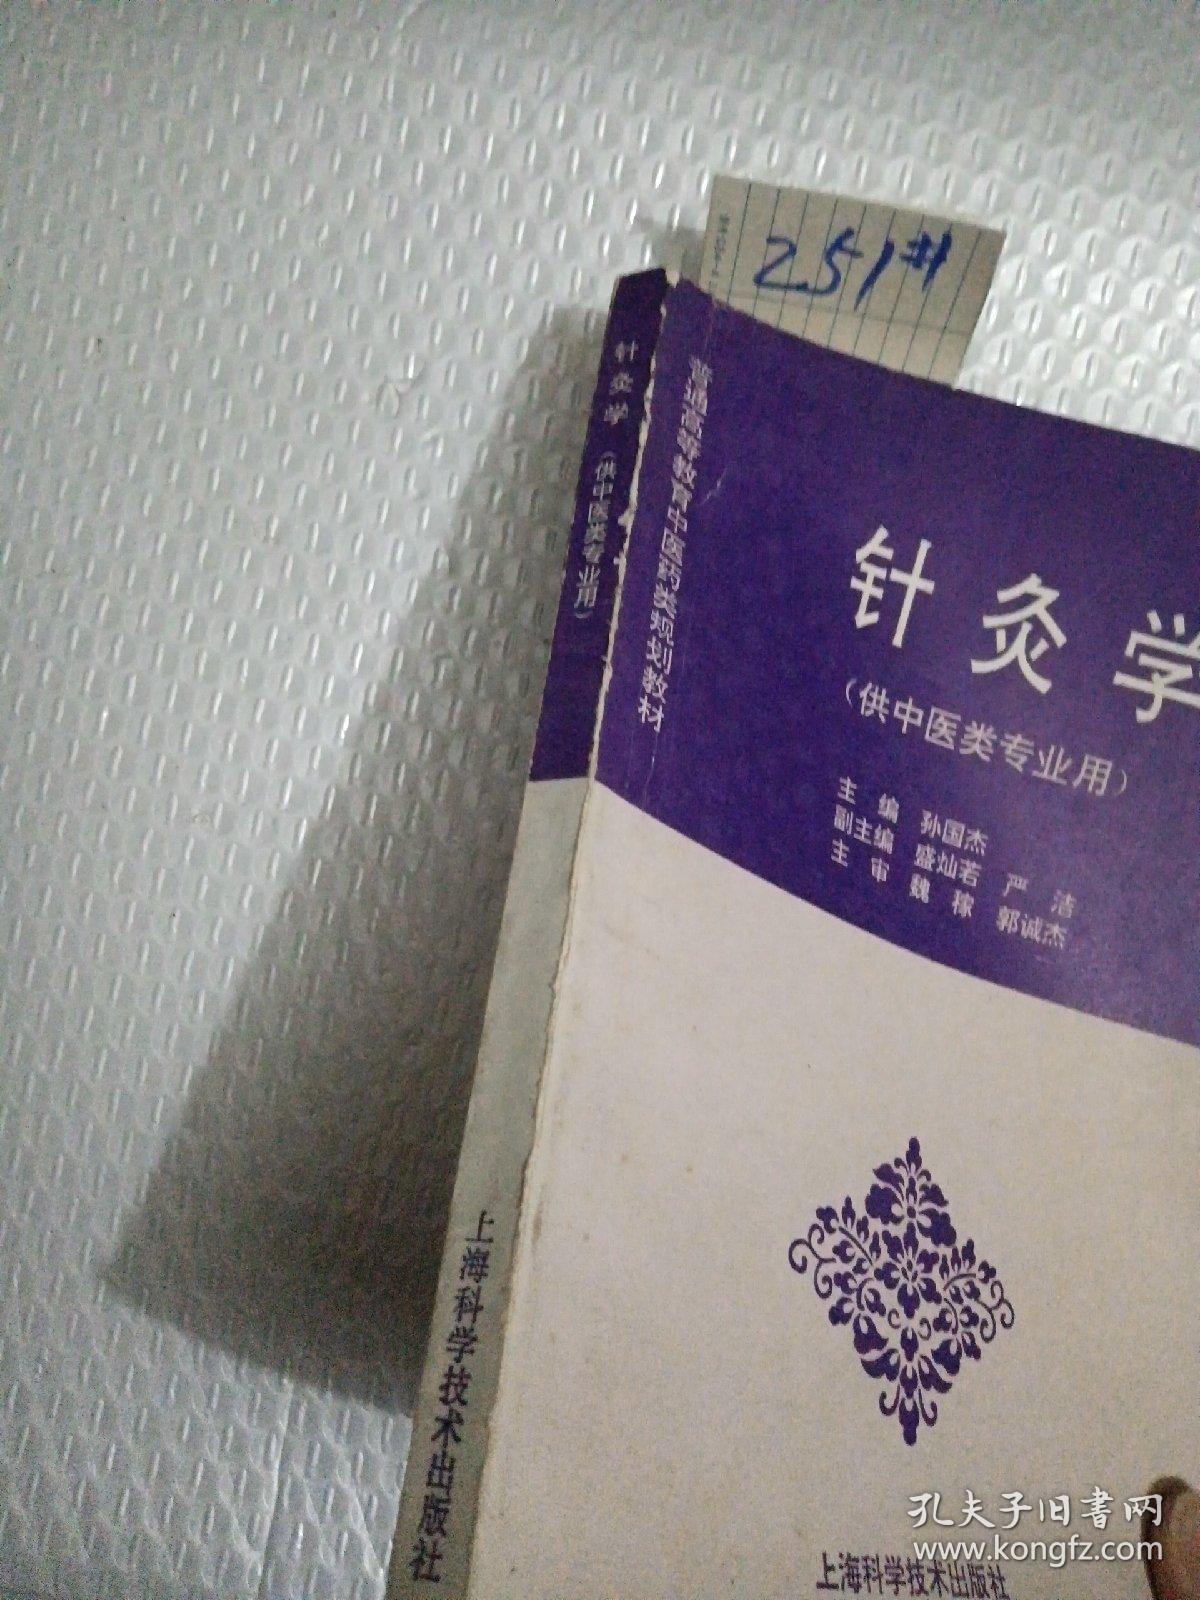 251#
针灸学(供中医类专业用)
上海科学技术出版社
普通高等教育中医药类规划教材
针灸学
(供中医类专业用)
主 编 孙国杰
副主编 盛灿若 严 洁
主 审 魏 稼 郭诚杰
上海科学技术出版社
孔夫子旧书网
www.kongfz.com